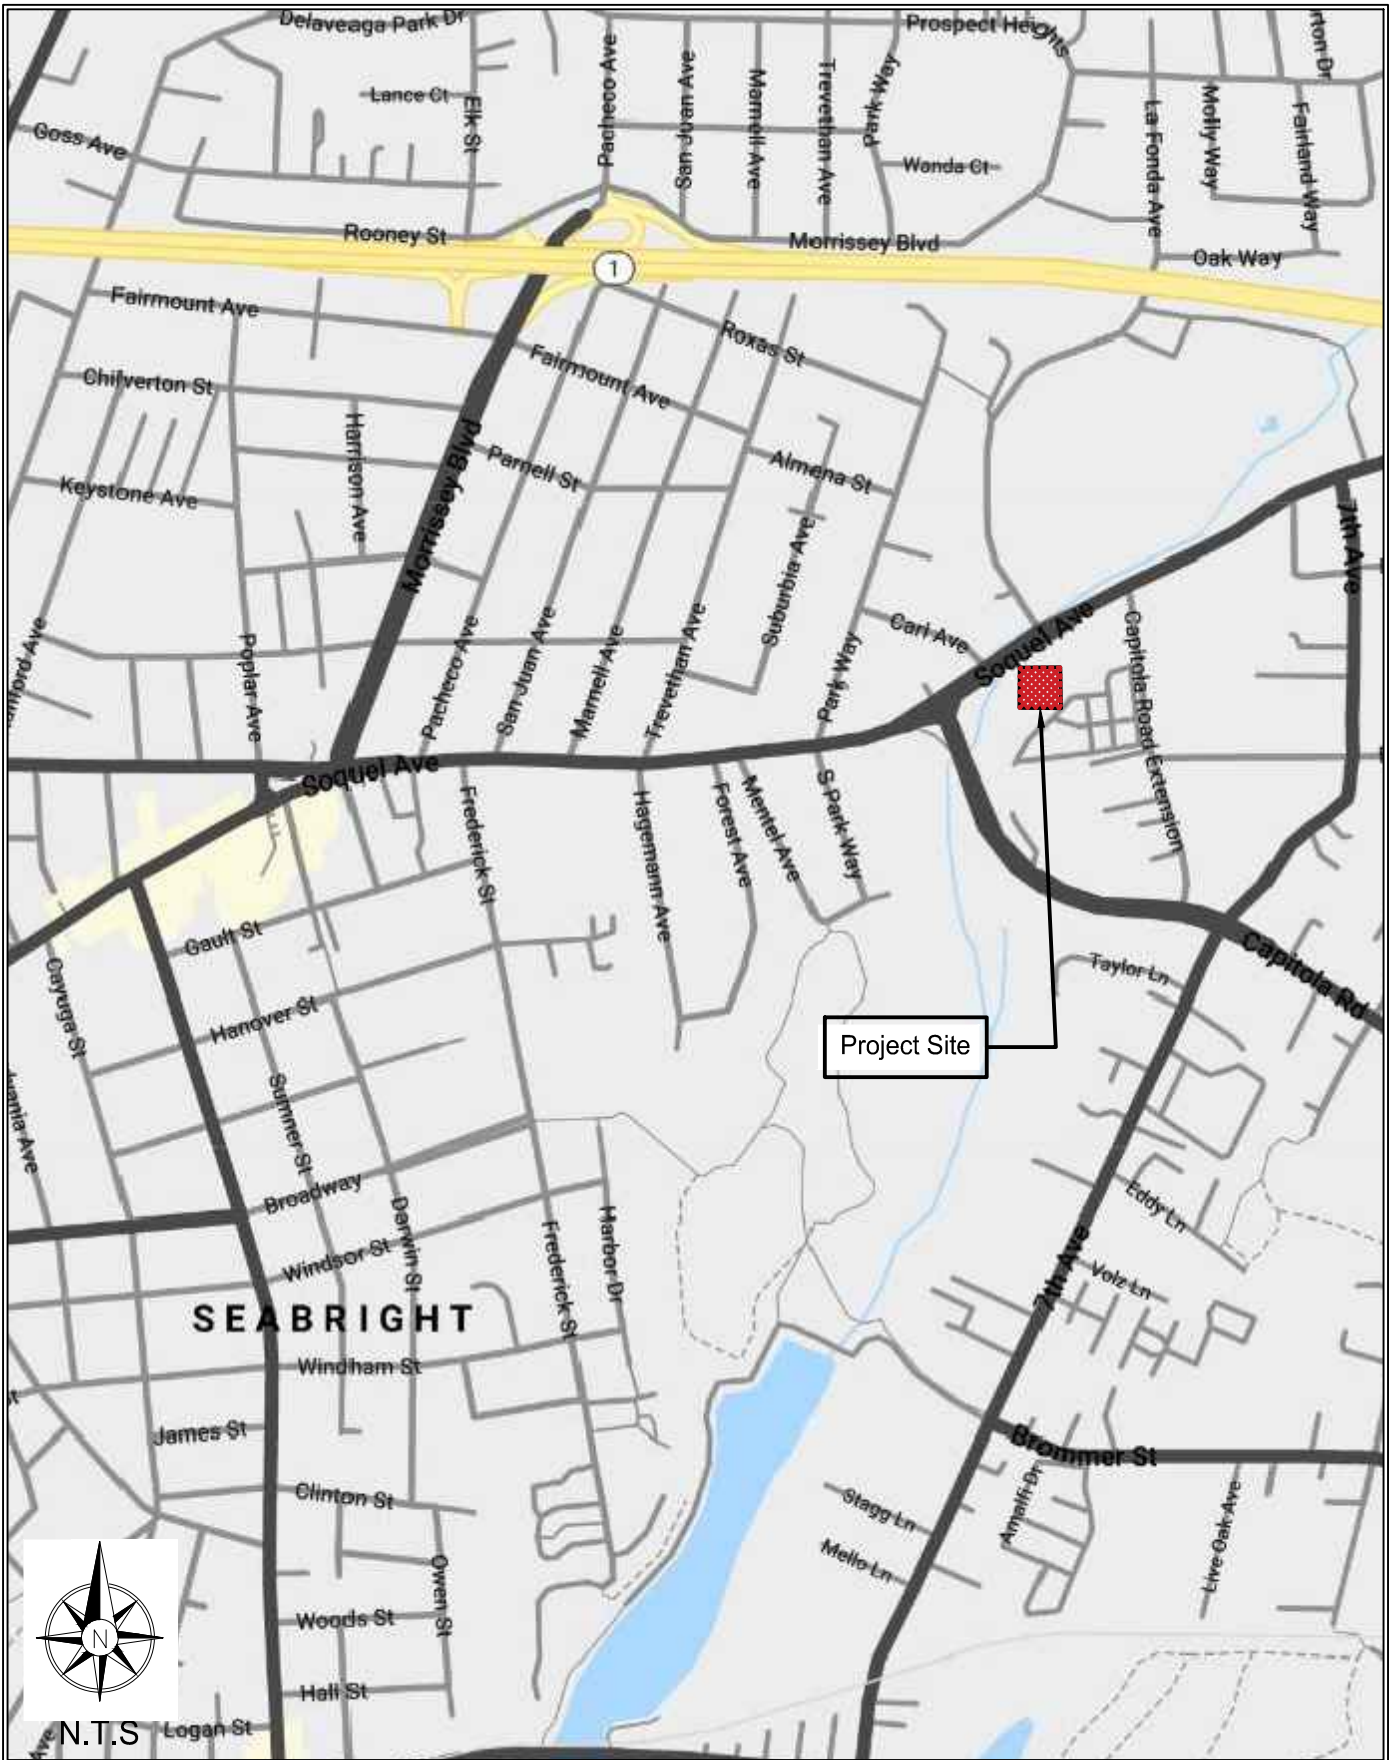 Delaveaga Park Dr
Prospect Heights
Lance Ct
Elk St
Pacheco Ave
San Juan Ave
Marnell Ave
Trevethan Ave
Park Way
La Fonda Ave
Molly Way
Fairland Way
rton Dr
Goss Ave
Wanda Ct
Rooney St
Morrissey Blvd
Oak Way
1
Fairmount Ave
Roxas St
Fairmount Ave
Chilverton St
Harrison Ave
Morrissey Blvd
Parnell St
Almena St
Keystone Ave
7th Ave
Suburbia Ave
Carl Ave
Soquel Ave
Capitola Road Extension
Poplar Ave
Pacheco Ave
San Juan Ave
Marnell Ave
Trevethan Ave
Park Way
Soquel Ave
Frederick St
Hagemann Ave
Forest Ave
Mentel Ave
S Park Way
Gault St
Cayuga St
Hanover St
Taylor Ln
Capitola Rd
Project Site
Sumner St
Broadway
Darwin St
Windsor St
Frederick St
Harbor Dr
Eddy Ln
7th Ave
Volz Ln
SEABRIGHT
Windham St
James St
Brommer St
Clinton St
Amalfi Dr
Stagg Ln
Live Oak Ave
Mello Ln
Owen St
Woods St
N
Hall St
Logan St
N.T.S
Ave